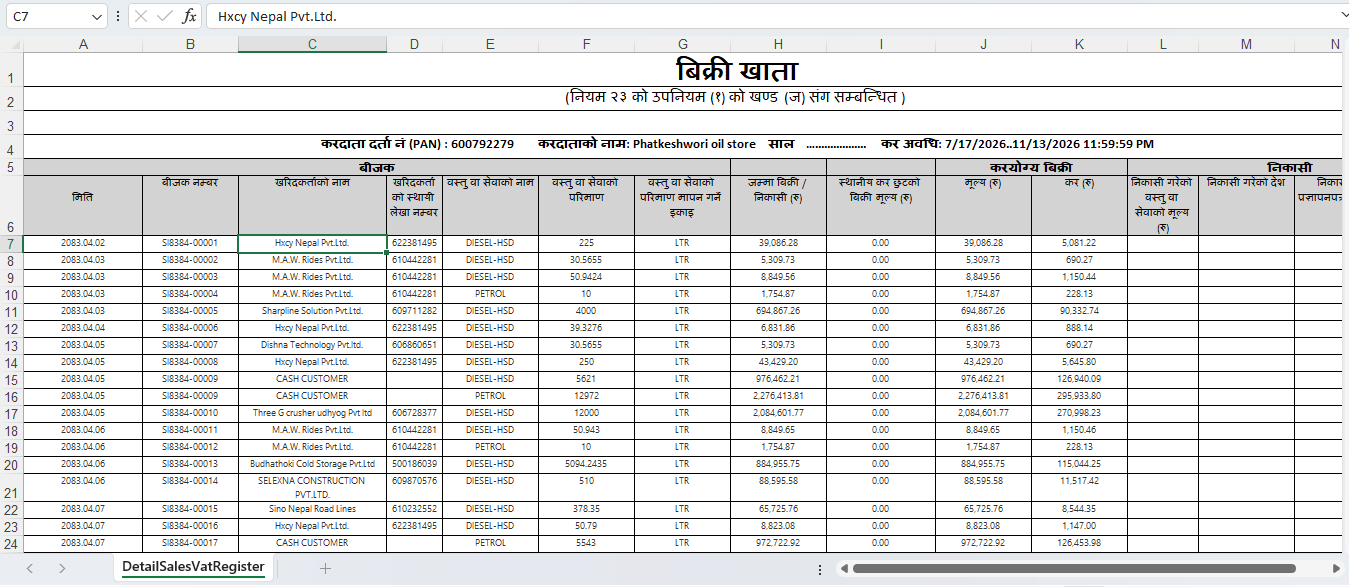 C7 fx Hxcy Nepal Pvt.Ltd.
A B C D E F G H I J K L M N
1 बिक्री खाता
2 (नियम २३ को उपनियम (१) को खण्ड (ज) संग सम्बन्धित )
3
4 करदाता दर्ता नं (PAN) : 600792279 करदाताको नाम: Phatkeshwori oil store साल .................... कर अवधि: 7/17/2026..11/13/2026 11:59:59 PM
5 बीजक करयोग्य बिक्री निकासी
6 मिति बीजक नम्बर खरिदकर्ताको नाम खरिदकर्ताको स्थायी लेखा नम्बर वस्तु वा सेवाको नाम वस्तु वा सेवाको परिमाण वस्तु वा सेवाको परिमाण मापन गर्ने इकाइ जम्मा बिक्री / निकासी (रु) स्थानीय कर छुटको बिक्री मूल्य (रु) मूल्य (रु) कर (रु) निकासी गरेको वस्तु वा सेवाको मूल्य (रु) निकासी गरेको देश
7 2083.04.02 SI8384-00001 Hxcy Nepal Pvt.Ltd. 622381495 DIESEL-HSD 225 LTR 39,086.28 0.00 39,086.28 5,081.22
8 2083.04.03 SI8384-00002 M.A.W. Rides Pvt.Ltd. 610442281 DIESEL-HSD 30.5655 LTR 5,309.73 0.00 5,309.73 690.27
9 2083.04.03 SI8384-00003 M.A.W. Rides Pvt.Ltd. 610442281 DIESEL-HSD 50.9424 LTR 8,849.56 0.00 8,849.56 1,150.44
10 2083.04.03 SI8384-00004 M.A.W. Rides Pvt.Ltd. 610442281 PETROL 10 LTR 1,754.87 0.00 1,754.87 228.13
11 2083.04.03 SI8384-00005 Sharpline Solution Pvt.Ltd. 609711282 DIESEL-HSD 4000 LTR 694,867.26 0.00 694,867.26 90,332.74
12 2083.04.04 SI8384-00006 Hxcy Nepal Pvt.Ltd. 622381495 DIESEL-HSD 39.3276 LTR 6,831.86 0.00 6,831.86 888.14
13 2083.04.05 SI8384-00007 Dishna Technology Pvt.ltd. 606860651 DIESEL-HSD 30.5655 LTR 5,309.73 0.00 5,309.73 690.27
14 2083.04.05 SI8384-00008 Hxcy Nepal Pvt.Ltd. 622381495 DIESEL-HSD 250 LTR 43,429.20 0.00 43,429.20 5,645.80
15 2083.04.05 SI8384-00009 CASH CUSTOMER DIESEL-HSD 5621 LTR 976,462.21 0.00 976,462.21 126,940.09
16 2083.04.05 SI8384-00009 CASH CUSTOMER PETROL 12972 LTR 2,276,413.81 0.00 2,276,413.81 295,933.80
17 2083.04.05 SI8384-00010 Three G crusher udhyog Pvt ltd 606728377 DIESEL-HSD 12000 LTR 2,084,601.77 0.00 2,084,601.77 270,998.23
18 2083.04.06 SI8384-00011 M.A.W. Rides Pvt.Ltd. 610442281 DIESEL-HSD 50.943 LTR 8,849.65 0.00 8,849.65 1,150.46
19 2083.04.06 SI8384-00012 M.A.W. Rides Pvt.Ltd. 610442281 PETROL 10 LTR 1,754.87 0.00 1,754.87 228.13
20 2083.04.06 SI8384-00013 Budhathoki Cold Storage Pvt.Ltd 500186039 DIESEL-HSD 5094.2435 LTR 884,955.75 0.00 884,955.75 115,044.25
21 2083.04.06 SI8384-00014 SELEXNA CONSTRUCTION PVT.LTD. 609870576 DIESEL-HSD 510 LTR 88,595.58 0.00 88,595.58 11,517.42
22 2083.04.07 SI8384-00015 Sino Nepal Road Lines 610232552 DIESEL-HSD 378.35 LTR 65,725.76 0.00 65,725.76 8,544.35
23 2083.04.07 SI8384-00016 Hxcy Nepal Pvt.Ltd. 622381495 DIESEL-HSD 50.79 LTR 8,823.08 0.00 8,823.08 1,147.00
24 2083.04.07 SI8384-00017 CASH CUSTOMER PETROL 5543 LTR 972,722.92 0.00 972,722.92 126,453.98
DetailSalesVatRegister